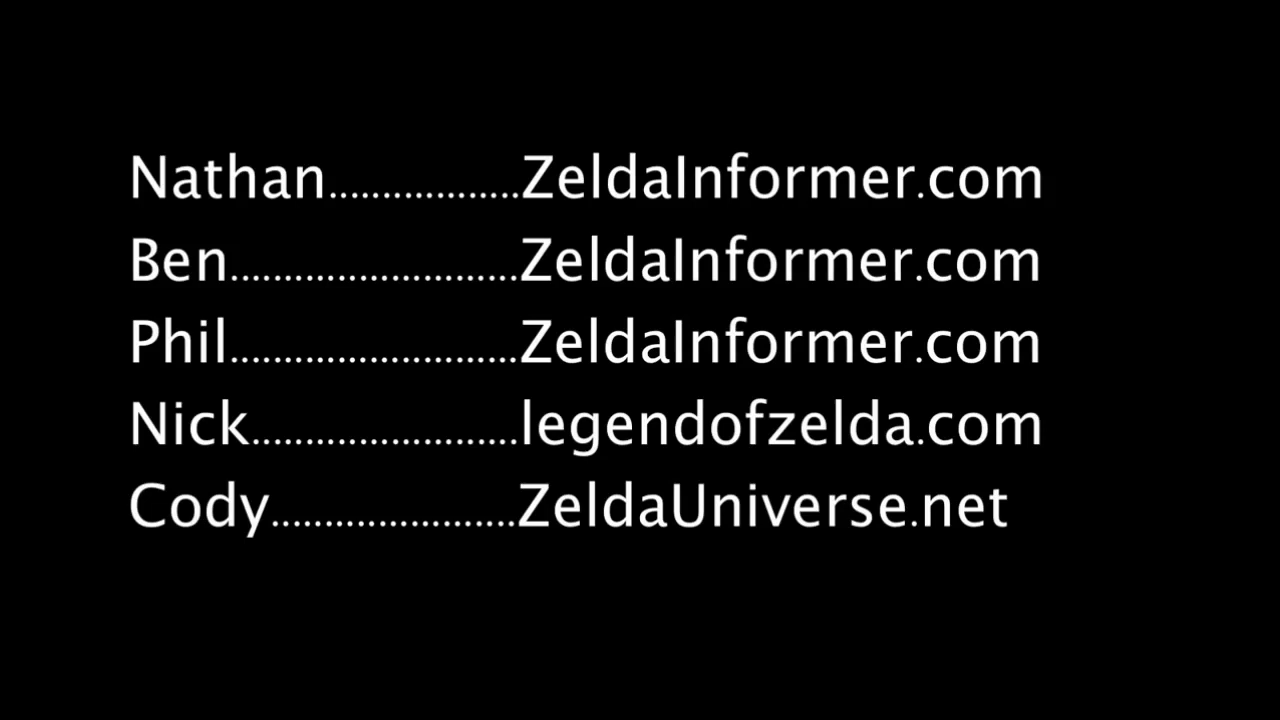 Nathan..................ZeldaInformer.com
Ben...........................ZeldaInformer.com
Phil...........................ZeldaInformer.com
Nick.........................legendofzelda.com
Cody.......................ZeldaUniverse.net